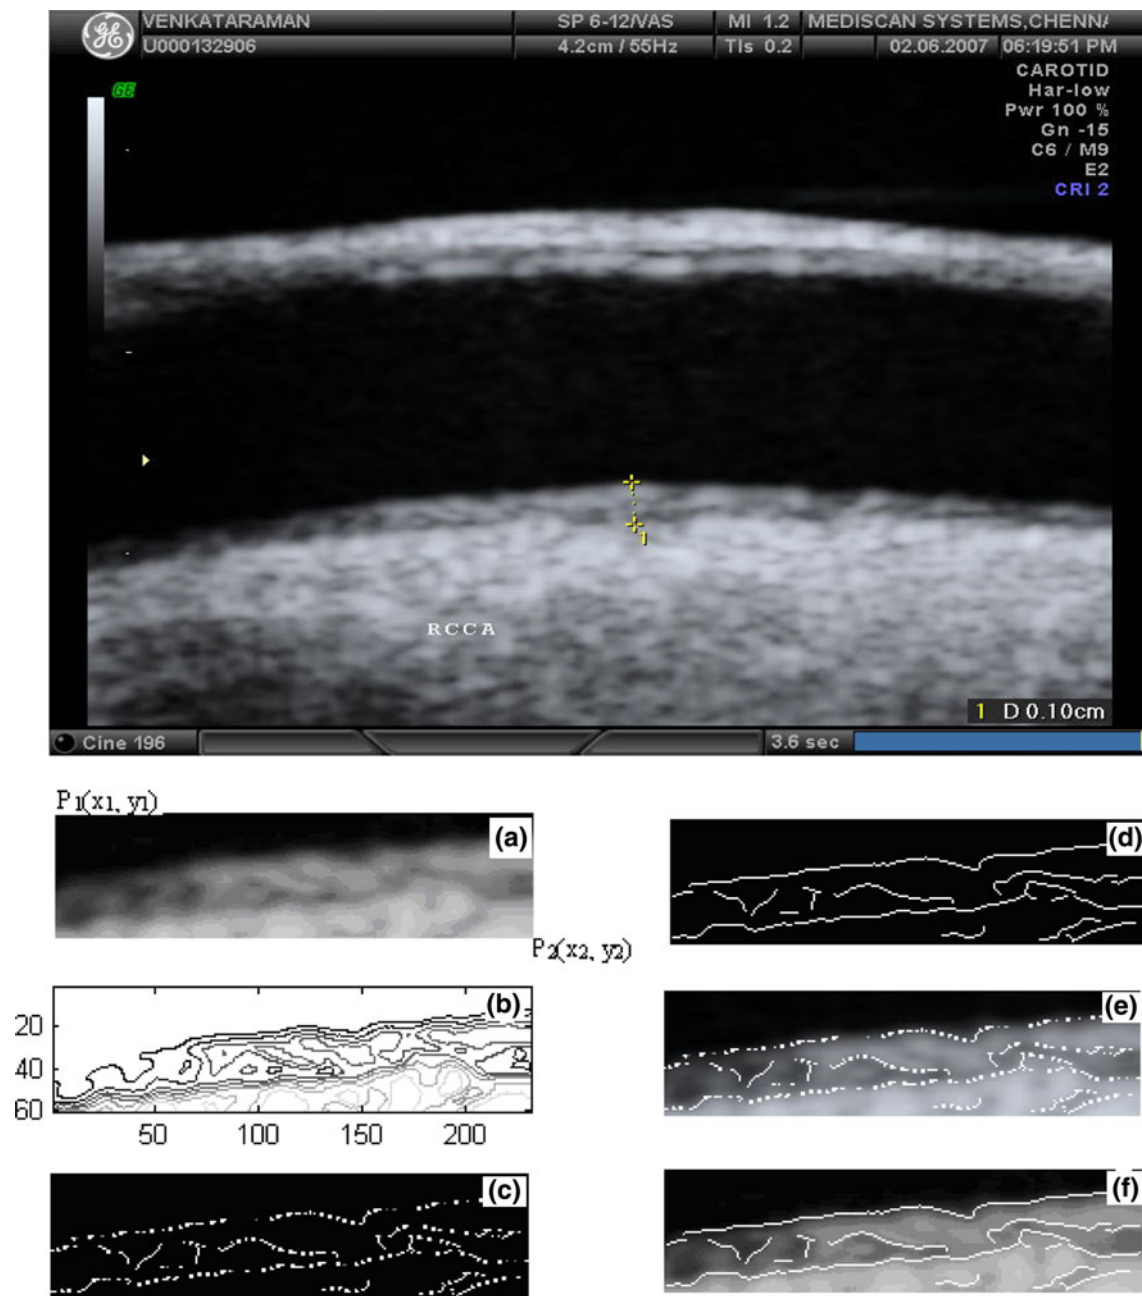 VENKATARAMAN SP 6-12/VAS MI 1.2 MEDISCAN SYSTEMS,CHENNA
U000132906 4.2cm / 55Hz TIs 0.2 02.06.2007 06:19:51 PM
GE
CAROTID
Har-low
Pwr 100 %
Gn -15
C6 / M9
E2
CRI 2
1
RCCA
1 D 0.10cm
Cine 196 3.6 sec
P1(x1, y1)
(a)
(d)
P2(x2, y2)
(b)
20
40
60
50 100 150 200
(e)
(c)
(f)